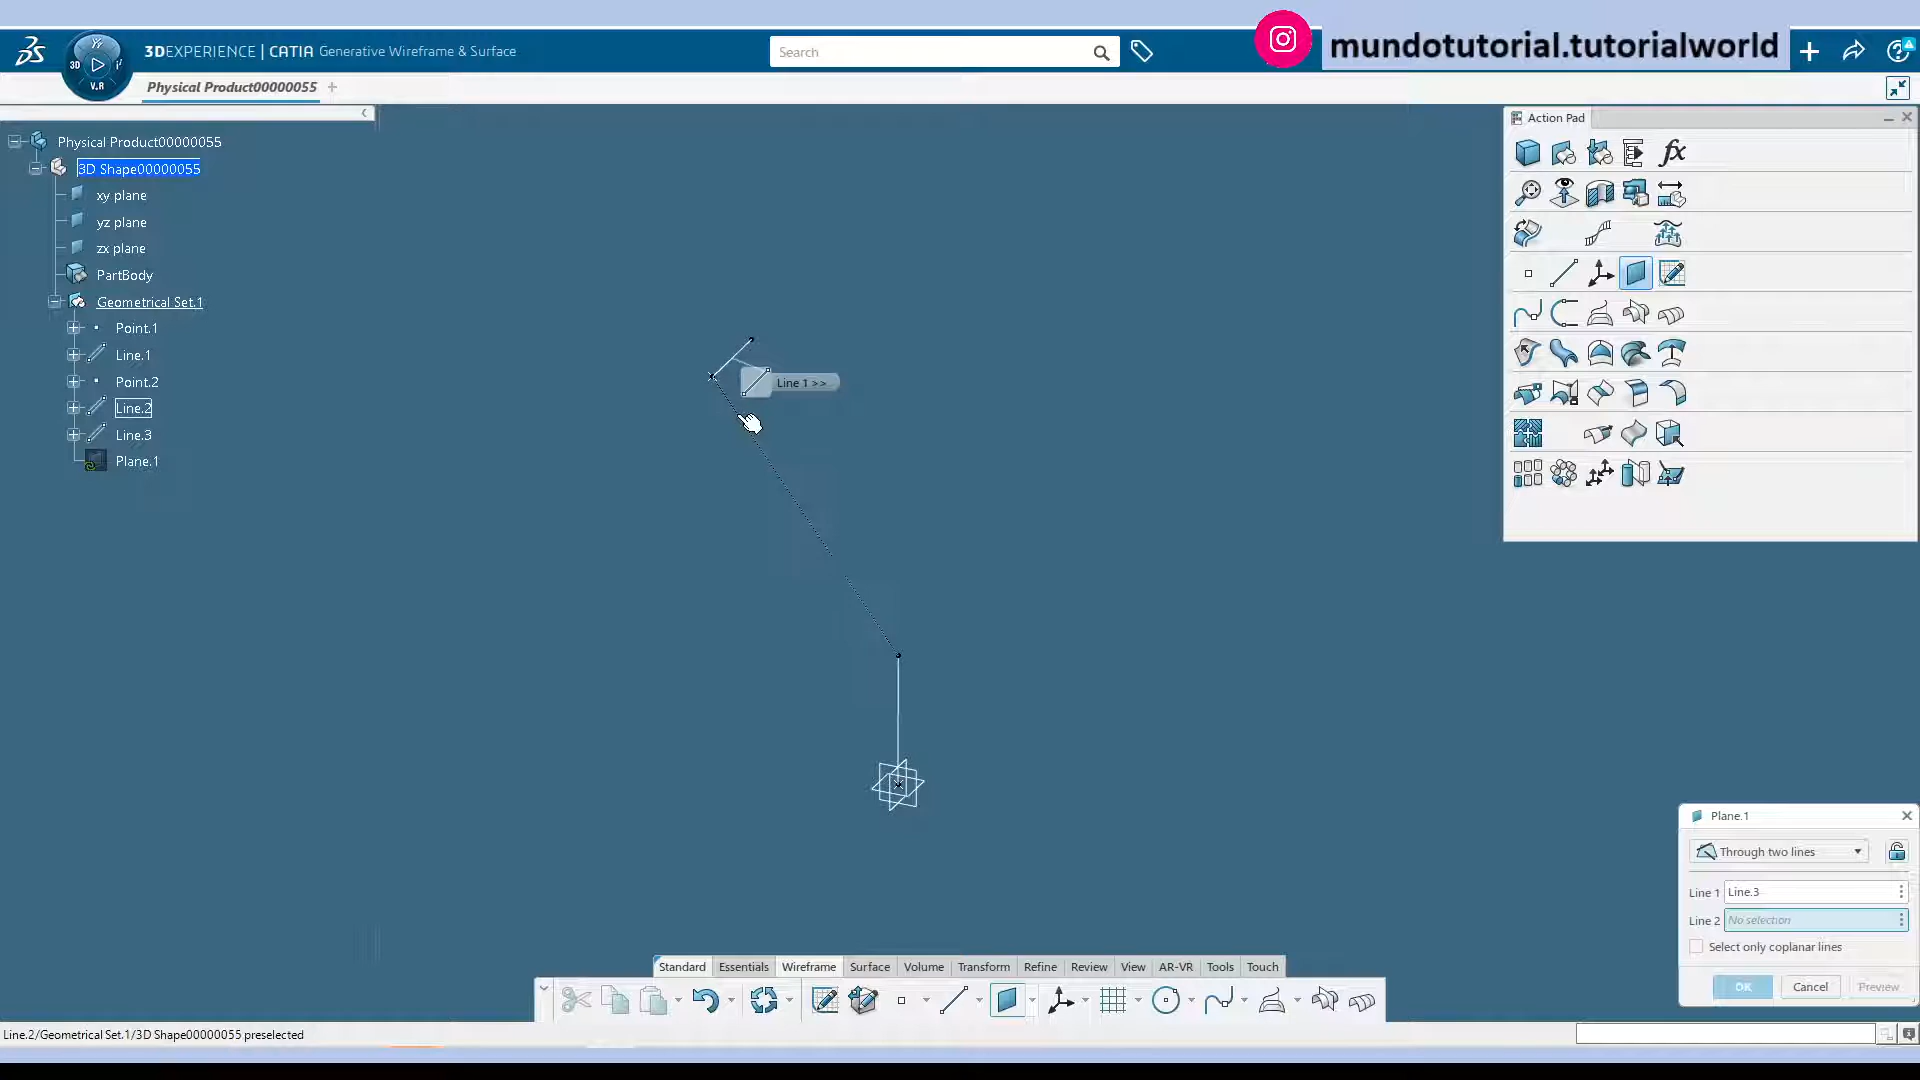 3DEXPERIENCE | CATIA Generative Wireframe & Surface
Search
mundotutorial.tutorialworld
3D
V.R
Physical Product00000055
Action Pad
Physical Product00000055
3D Shape00000055
xy plane
yz plane
zx plane
PartBody
Geometrical Set.1
Point.1
Line.1
Point.2
Line.2
Line.3
Plane.1
fx
Line 1 >>
Plane.1
Through two lines
Line 1 Line.3
Line 2 No selection
Select only coplanar lines
OK Cancel Preview
Standard Essentials Wireframe Surface Volume Transform Refine Review View AR-VR Tools Touch
Line.2/Geometrical Set.1/3D Shape00000055 preselected